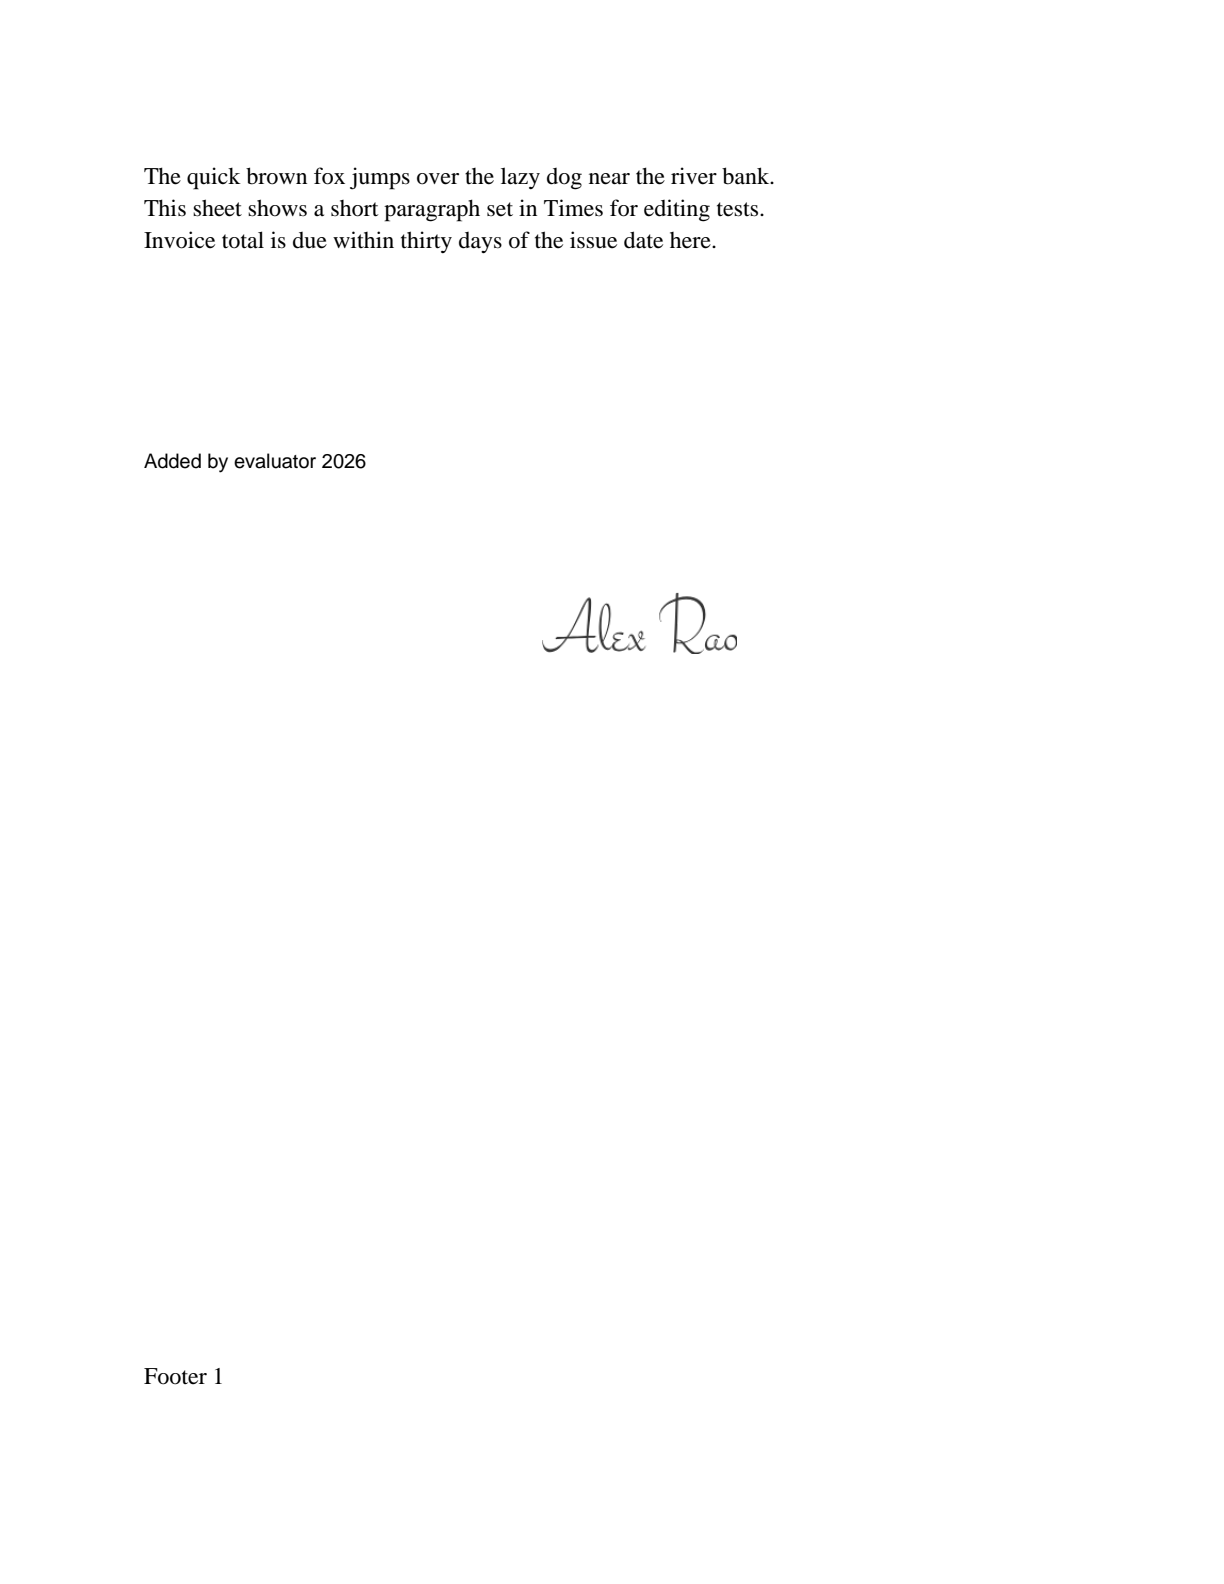 The quick brown fox jumps over the lazy dog near the river bank.
This sheet shows a short paragraph set in Times for editing tests.
Invoice total is due within thirty days of the issue date here.
Added by evaluator 2026
Alex Rao
Footer 1